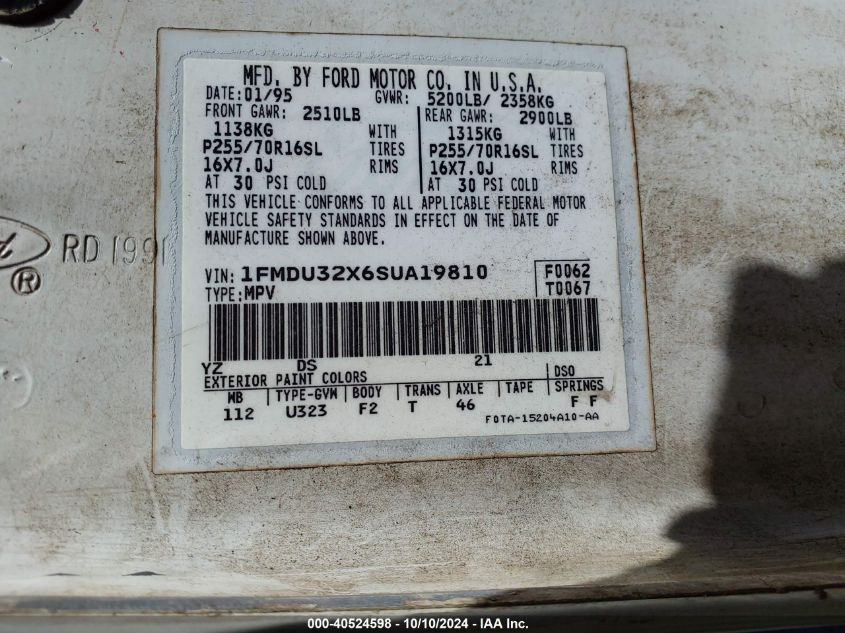 MFD. BY FORD MOTOR CO. IN U.S.A.
DATE: 01/95 GVWR: 5200LB/ 2358KG
FRONT GAWR: 2510LB REAR GAWR: 2900LB
1138KG WITH 1315KG WITH
P255/70R16SL TIRES P255/70R16SL TIRES
16X7.0J RIMS 16X7.0J RIMS
AT 30 PSI COLD AT 30 PSI COLD
THIS VEHICLE CONFORMS TO ALL APPLICABLE FEDERAL MOTOR
VEHICLE SAFETY STANDARDS IN EFFECT ON THE DATE OF
MANUFACTURE SHOWN ABOVE.
RD 1991
®
VIN: 1FMDU32X6SUA19810 F0062
TYPE: MPV T0067
YZ DS 21
EXTERIOR PAINT COLORS DSO
WB TYPE-GVW BODY TRANS AXLE TAPE SPRINGS
112 U323 F2 T 46 F F
F0TA-15204A10-AA
000-40524598 - 10/10/2024 - IAA Inc.